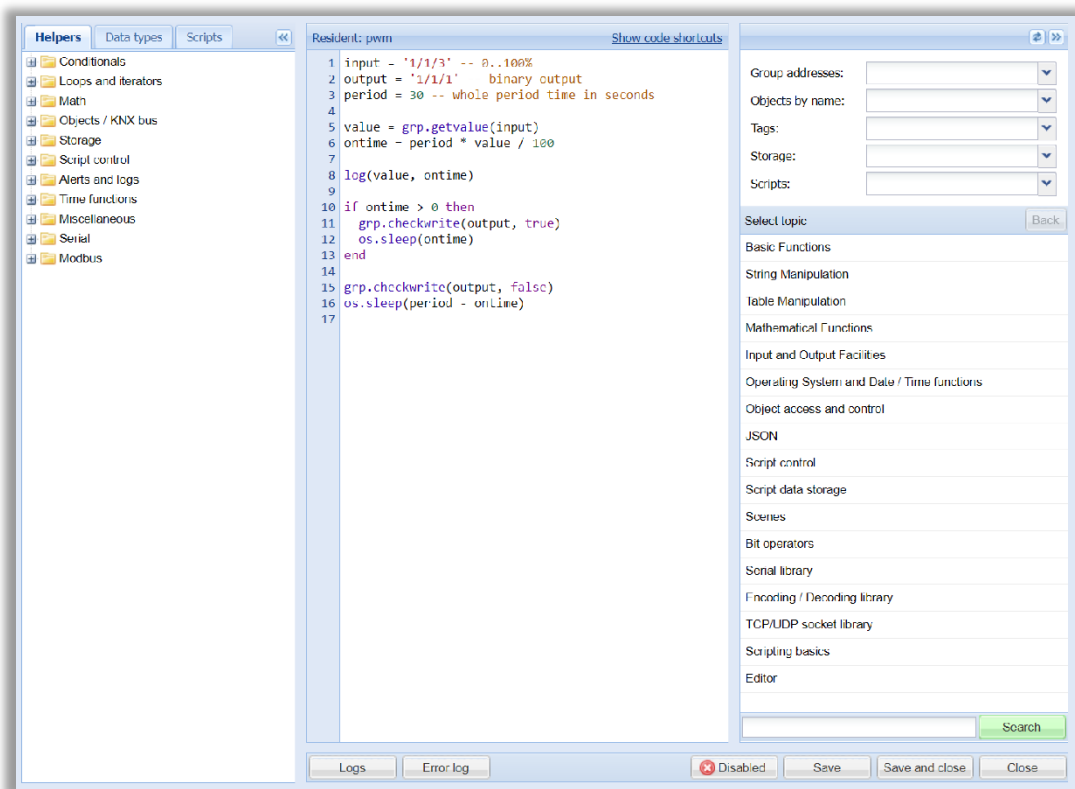 Helpers
Data types
Scripts
Conditionals
Loops and iterators
Math
Objects / KNX bus
Storage
Script control
Alerts and logs
Time functions
Miscellaneous
Serial
Modbus
Resident: pwm
Show code shortcuts
1 input = '1/1/3' -- 0..100%
2 output = '1/1/1' binary output
3 period = 30 -- whole period time in seconds
4
5 value = grp.getvalue(input)
6 ontime = period * value / 100
7
8 log(value, ontime)
9
10 if ontime > 0 then
11 grp.checkwrite(output, true)
12 os.sleep(ontime)
13 end
14
15 grp.checkwrite(output, false)
16 os.sleep(period - ontime)
17
Group addresses:
Objects by name:
Tags:
Storage:
Scripts:
Select topic
Back
Basic Functions
String Manipulation
Table Manipulation
Mathematical Functions
Input and Output Facilities
Operating System and Date / Time functions
Object access and control
JSON
Script control
Script data storage
Scenes
Bit operators
Serial library
Encoding / Decoding library
TCP/UDP socket library
Scripting basics
Editor
Search
Logs
Error log
Disabled
Save
Save and close
Close